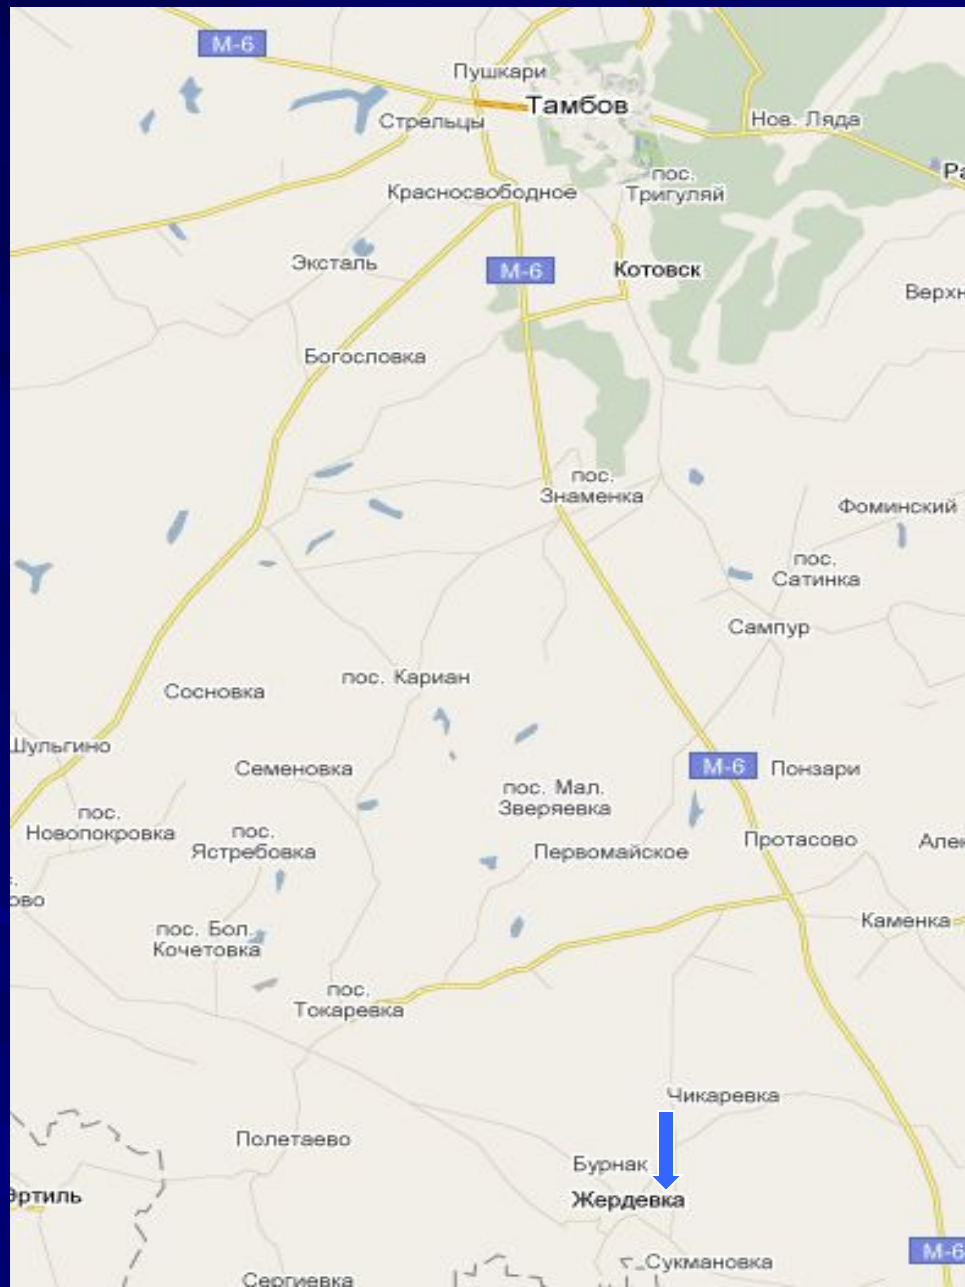 М-6
Пушкари
Тамбов
Стрельцы
Нов. Ляда
пос.
Тригуляй
Красносвободное
Эксталь
М-6
Котовск
Богословка
пос.
Знаменка
Фоминский
пос.
Сатинка
Сампур
пос. Кариан
Сосновка
Шульгино
Семеновка
М-6
Понзари
пос. Мал.
Зверяевка
пос.
Новопокровка
пос.
Ястребовка
Первомайское
Протасово
пос. Бол.
Кочетовка
Каменка
пос.
Токаревка
Чикаревка
Полетаево
Бурнак
Эртиль
Жердевка
М-6
Сукмановка
Сергиевка